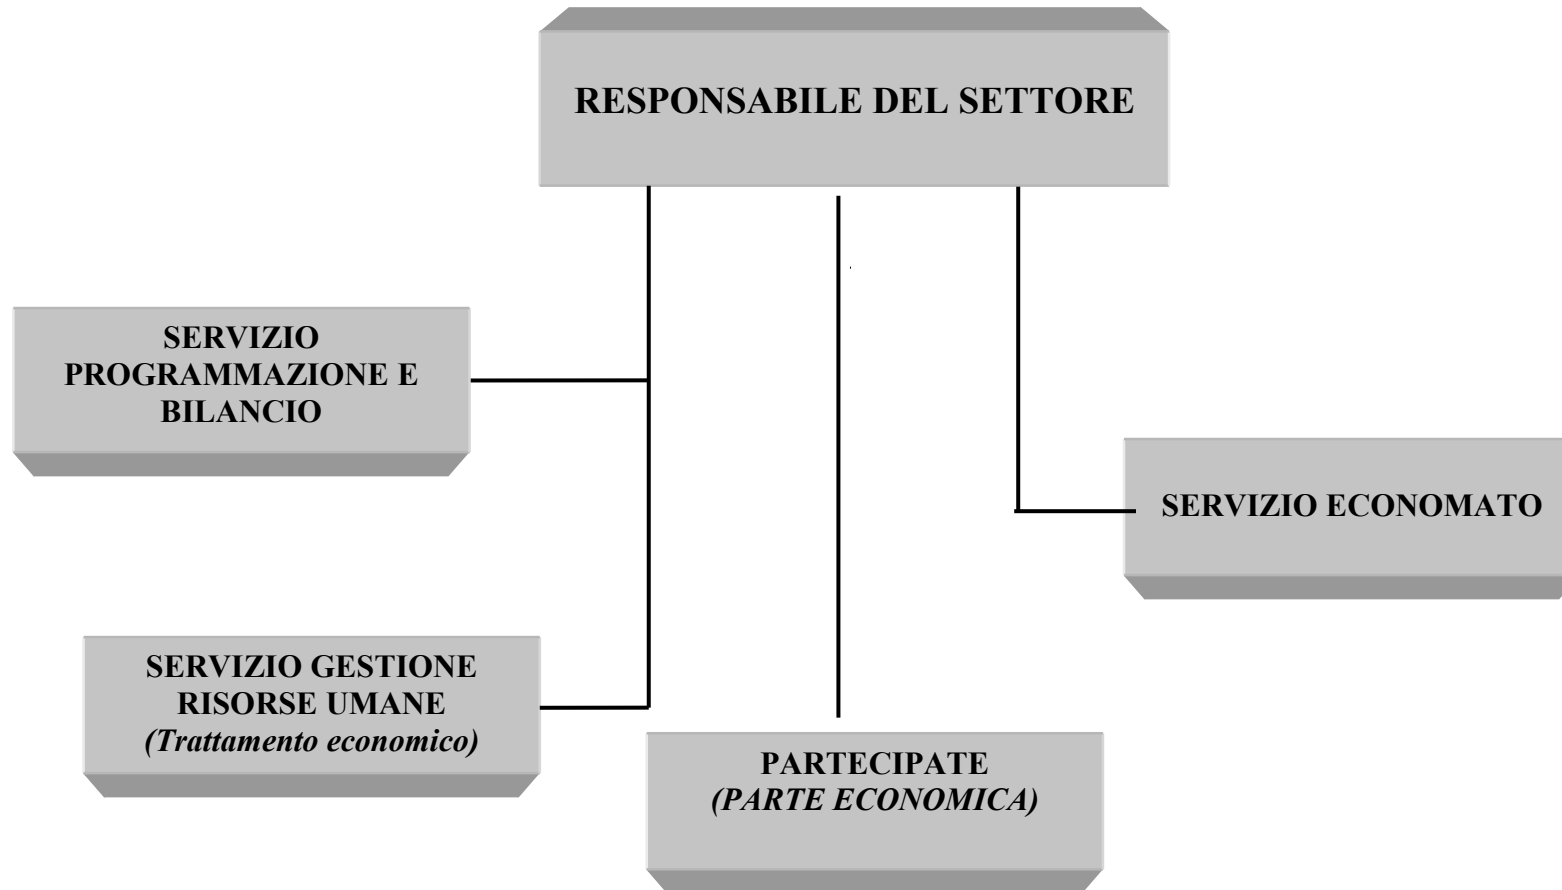 RESPONSABILE DEL SETTORE
SERVIZIO
PROGRAMMAZIONE E
BILANCIO
SERVIZIO ECONOMATO
SERVIZIO GESTIONE
RISORSE UMANE
(Trattamento economico)
PARTECIPATE
(PARTE ECONOMICA)